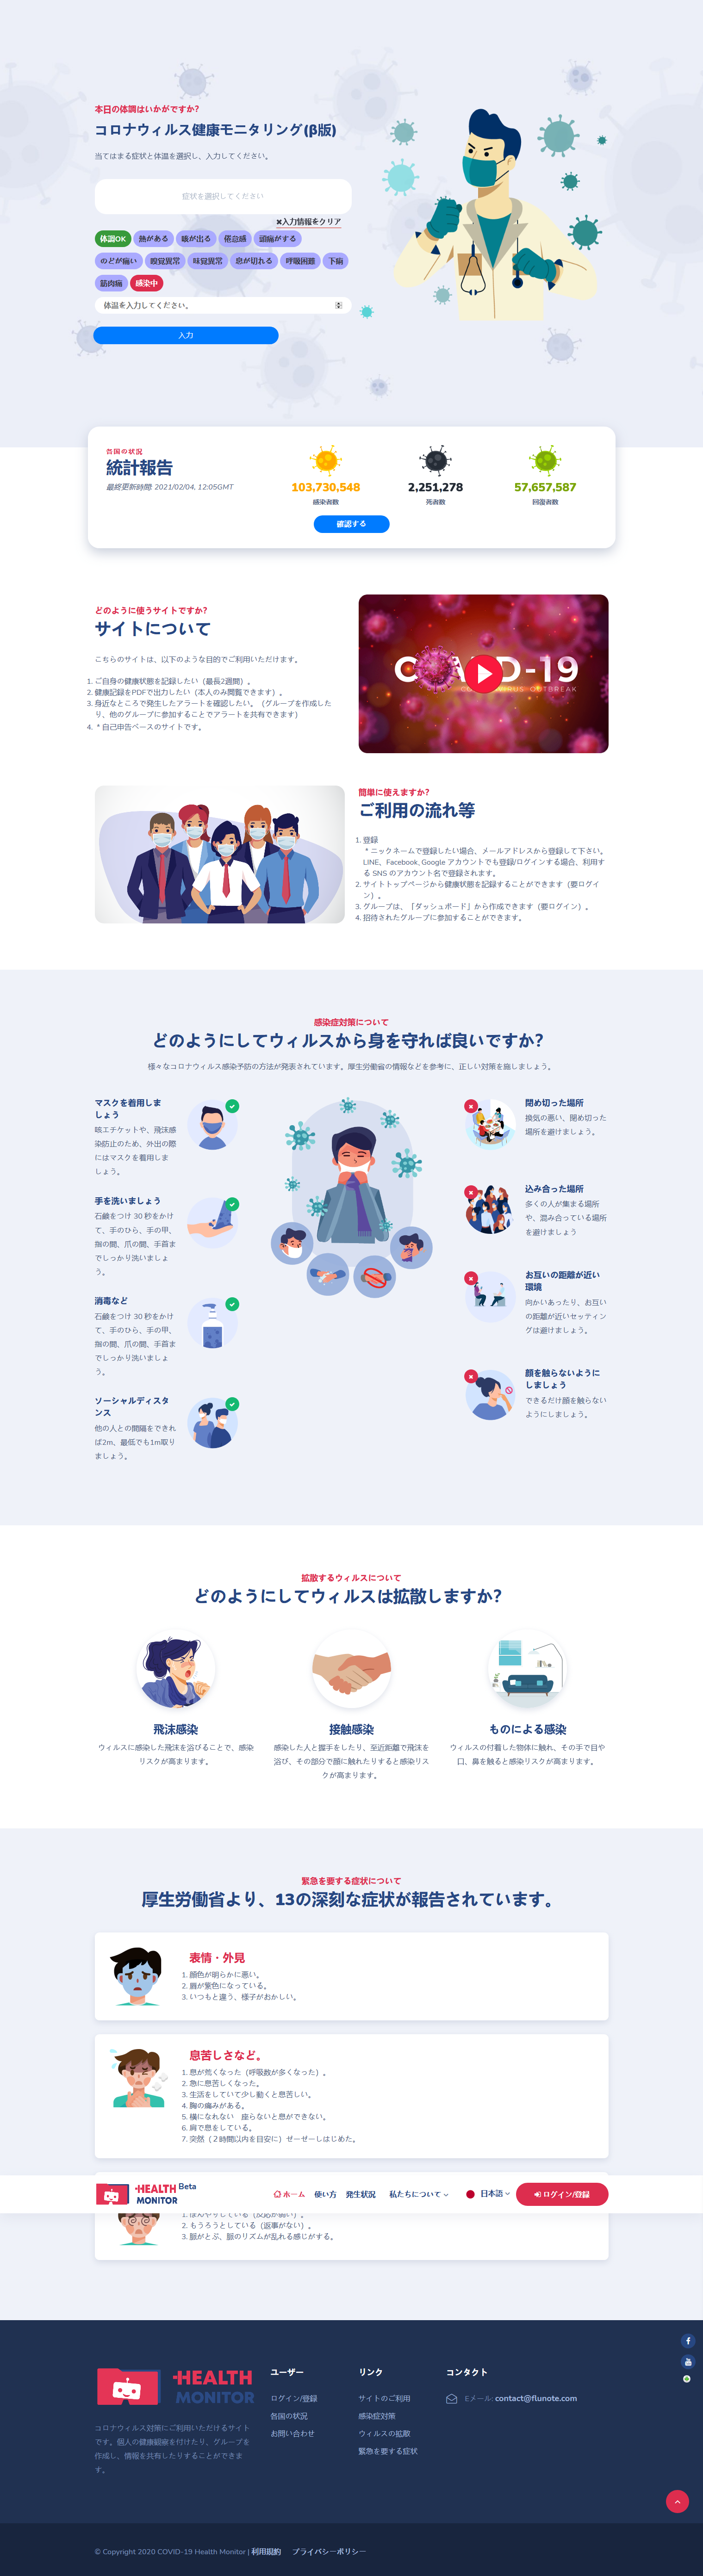 本日の体調はいかがですか?
コロナウィルス健康モニタリング(β版)
当てはまる症状と体温を選択し、入力してください。
症状を選択してください
✖入力情報をクリア
体調OK 熱がある 咳が出る 倦怠感 頭痛がする
のどが痛い 嗅覚異常 味覚異常 息が切れる 呼吸困難 下痢
筋肉痛 感染中
体温を入力してください。
入力
各国の状況
統計報告
最終更新時間: 2021/02/04, 12:05GMT
103,730,548
感染者数
2,251,278
死者数
57,657,587
回復者数
確認する
どのように使うサイトですか?
サイトについて
こちらのサイトは、以下のような目的でご利用いただけます。
1. ご自身の健康状態を記録したい（最長2週間）。
2. 健康記録をPDFで出力したい（本人のみ閲覧できます）。
3. 身近なところで発生したアラートを確認したい。（グループを作成した
り、他のグループに参加することでアラートを共有できます）
4. ＊自己申告ベースのサイトです。
D-19
OUTBREAK
簡単に使えますか?
ご利用の流れ等
1. 登録
＊ニックネームで登録したい場合、メールアドレスから登録して下さい。
LINE、Facebook, Google アカウントでも登録/ログインする場合、利用す
る SNS のアカウント名で登録されます。
2. サイトトップページから健康状態を記録することができます（要ログイ
ン）。
3. グループは、「ダッシュボード」から作成できます（要ログイン）。
4. 招待されたグループに参加することができます。
感染症対策について
どのようにしてウィルスから身を守れば良いですか?
様々なコロナウィルス感染予防の方法が発表されています。厚生労働省の情報などを参考に、正しい対策を施しましょう。
マスクを着用しま
しょう
咳エチケットや、飛沫感
染防止のため、外出の際
にはマスクを着用しま
しょう。
手を洗いましょう
石鹸をつけ 30 秒をかけ
て、手のひら、手の甲、
指の間、爪の間、手首ま
でしっかり洗いましょ
う。
消毒など
石鹸をつけ 30 秒をかけ
て、手のひら、手の甲、
指の間、爪の間、手首ま
でしっかり洗いましょ
う。
ソーシャルディスタ
ンス
他の人との間隔をできれ
ば2m、最低でも1m取り
ましょう。
閉め切った場所
換気の悪い、閉め切った
場所を避けましょう。
込み合った場所
多くの人が集まる場所
や、混み合っている場所
を避けましょう
お互いの距離が近い
環境
向かいあったり、お互い
の距離が近いセッティン
グは避けましょう。
顔を触らないように
しましょう
できるだけ顔を触らない
ようにしましょう。
拡散するウィルスについて
どのようにしてウィルスは拡散しますか?
飛沫感染
ウィルスに感染した飛沫を浴びることで、感染
リスクが高まります。
接触感染
感染した人と握手をしたり、至近距離で飛沫を
浴び、その部分で顔に触れたりすると感染リス
クが高まります。
ものによる感染
ウィルスの付着した物体に触れ、その手で目や
口、鼻を触ると感染リスクが高まります。
緊急を要する症状について
厚生労働省より、13の深刻な症状が報告されています。
表情・外見
1. 顔色が明らかに悪い。
2. 唇が紫色になっている。
3. いつもと違う、様子がおかしい。
息苦しさなど。
1. 息が荒くなった（呼吸数が多くなった）。
2. 急に息苦しくなった。
3. 生活をしていて少し動くと息苦しい。
4. 胸の痛みがある。
5. 横になれない　座らないと息ができない。
6. 肩で息をしている。
7. 突然（２時間以内を目安に）ゼーゼーしはじめた。
HEALTH MONITOR Beta
ホーム 使い方 発生状況 私たちについて 日本語 ログイン/登録
1. ぼんやりしている（反応が弱い）。
2. もうろうとしている（返事がない）。
3. 脈がとぶ、脈のリズムが乱れる感じがする。
HEALTH
MONITOR
コロナウィルス対策にご利用いただけるサイト
です。個人の健康観察を付けたり、グループを
作成し、情報を共有したりすることができま
す。
ユーザー
ログイン/登録
各国の状況
お問い合わせ
リンク
サイトのご利用
感染症対策
ウィルスの拡散
緊急を要する症状
コンタクト
Eメール: contact@flunote.com
© Copyright 2020 COVID-19 Health Monitor | 利用規約 プライバシーポリシー